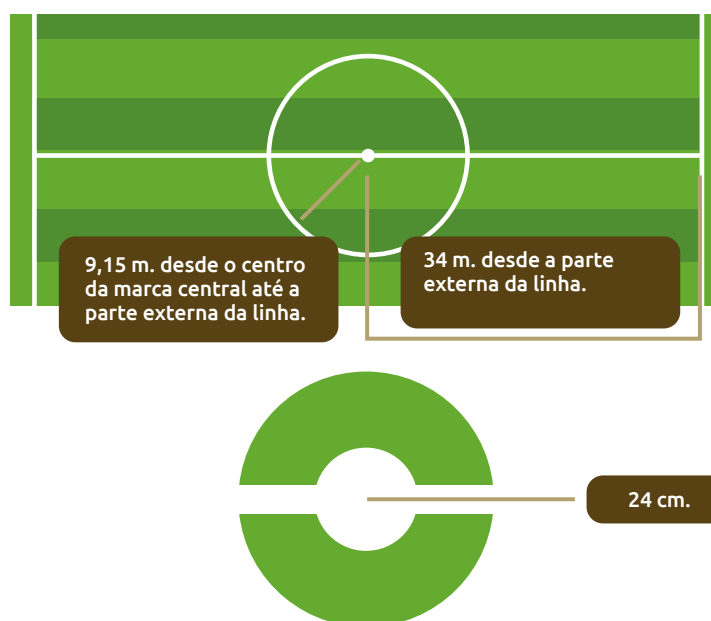 9,15 m. desde o centro
da marca central até a
parte externa da linha.
34 m. desde a parte
externa da linha.
24 cm.